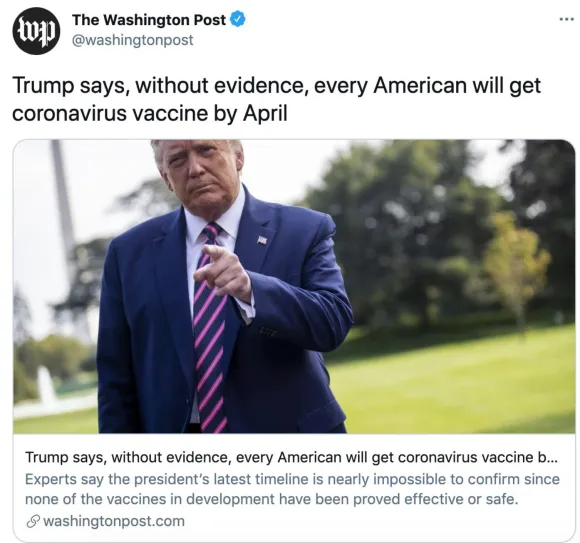 wp
The Washington Post
@washingtonpost
Trump says, without evidence, every American will get
coronavirus vaccine by April
Trump says, without evidence, every American will get coronavirus vaccine b...
Experts say the president's latest timeline is nearly impossible to confirm since
none of the vaccines in development have been proved effective or safe.
washingtonpost.com